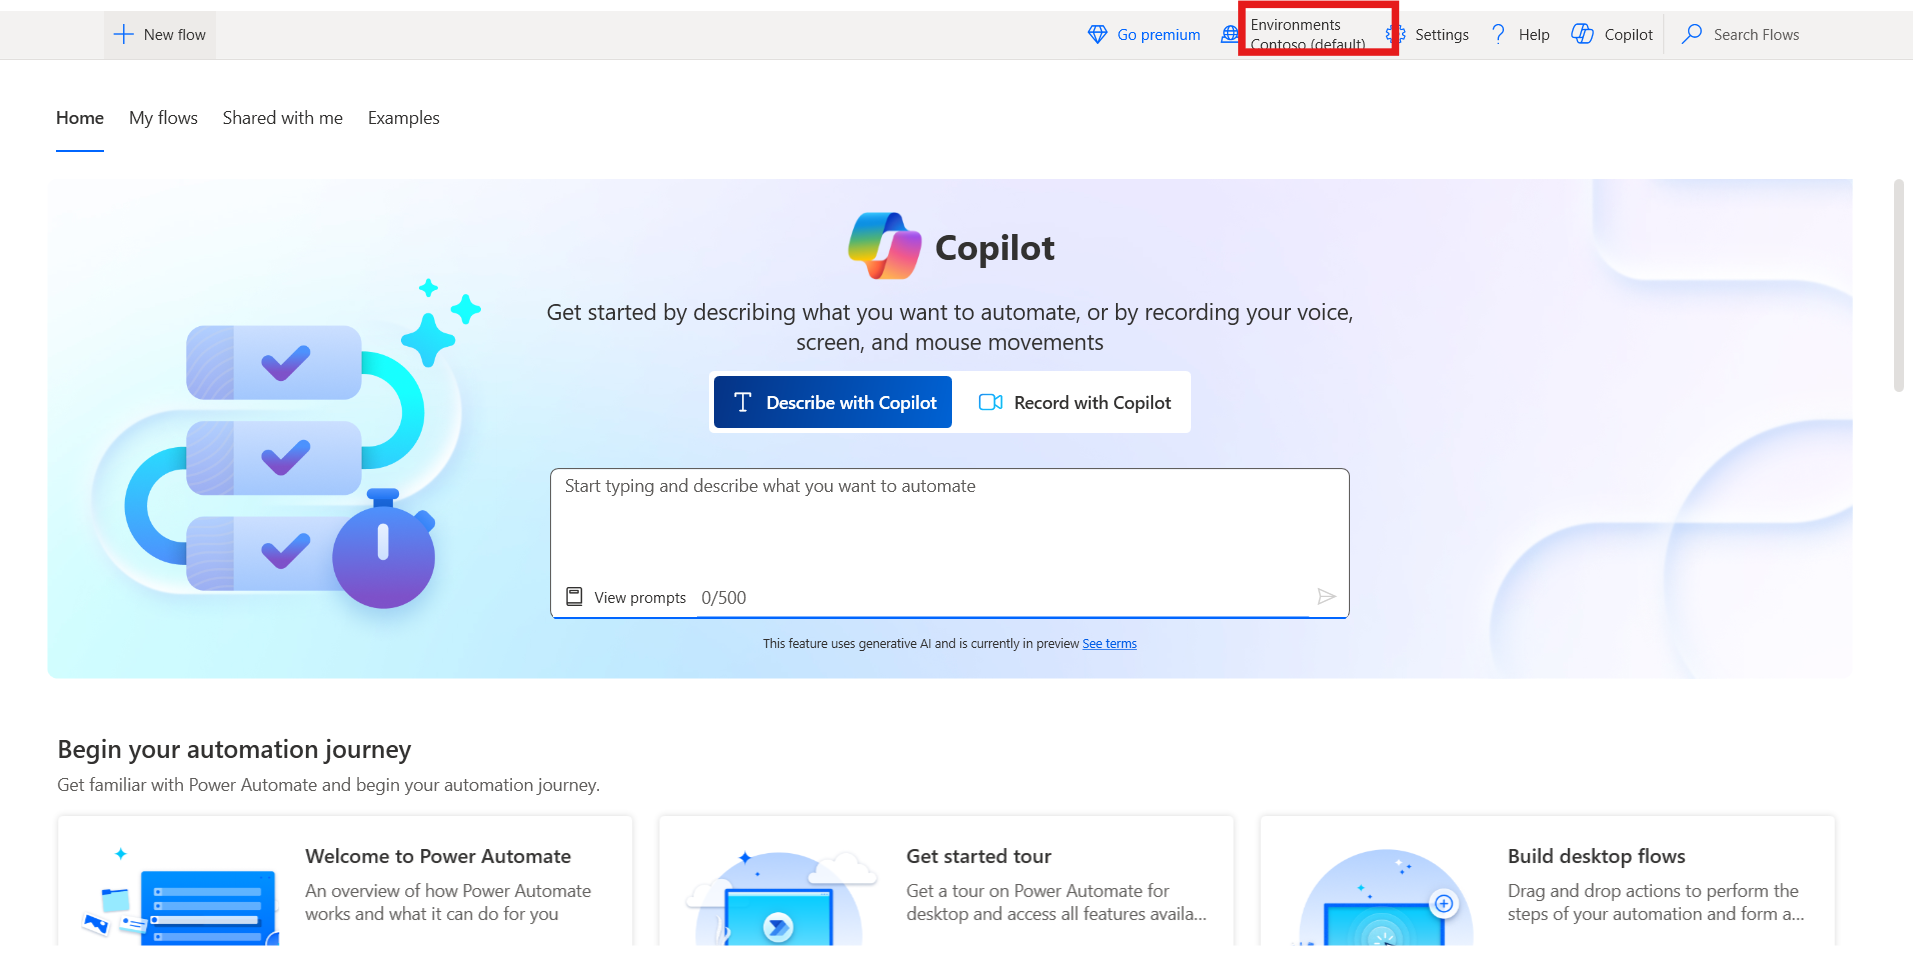 New flow
Go premium
Environments
Contoso (default)
Settings
Help
Copilot
Search Flows
Home
My flows
Shared with me
Examples
Copilot
Get started by describing what you want to automate, or by recording your voice,
screen, and mouse movements
Describe with Copilot
Record with Copilot
Start typing and describe what you want to automate
View prompts
0/500
This feature uses generative AI and is currently in preview See terms
Begin your automation journey
Get familiar with Power Automate and begin your automation journey.
Welcome to Power Automate
An overview of how Power Automate
works and what it can do for you
Get started tour
Get a tour on Power Automate for
desktop and access all features availa...
Build desktop flows
Drag and drop actions to perform the
steps of your automation and form a...